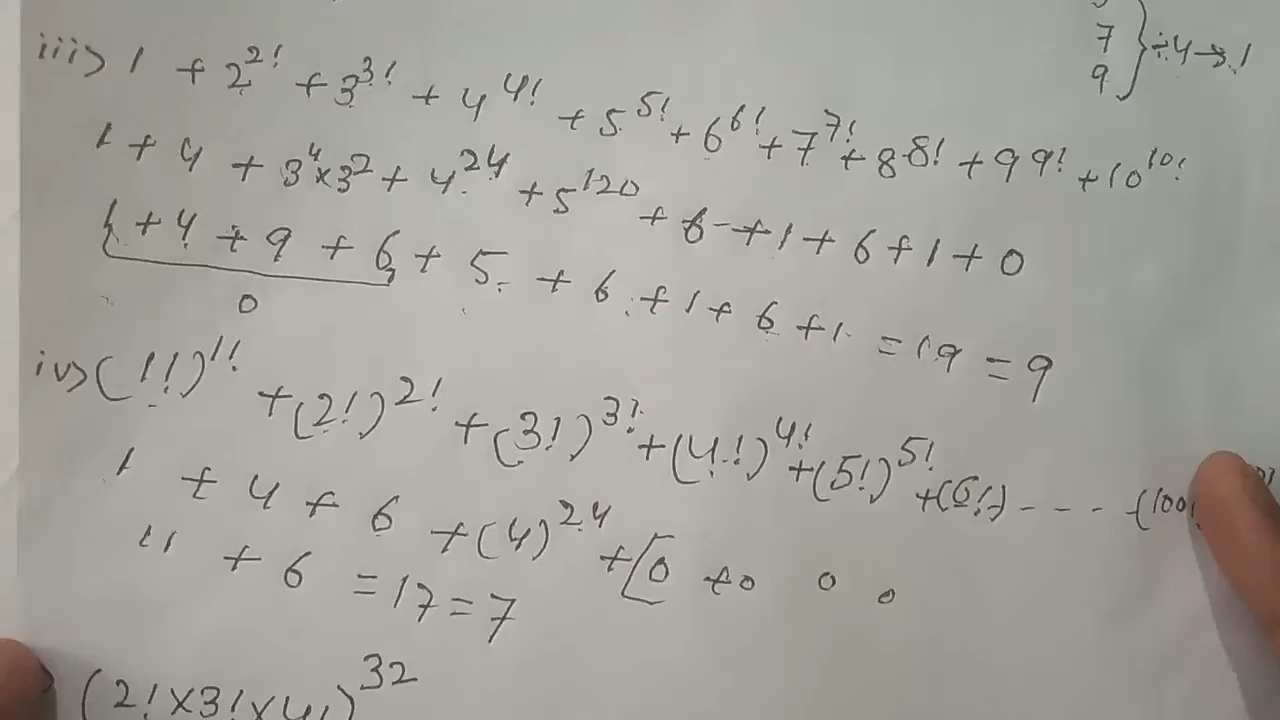 7
9 } ÷4→1
iii> 1 + 2^2! + 3^3! + 4^4! + 5^5! + 6^6! + 7^7! + 8^8! + 9^9! + 10^10!
1 + 4 + 3^4×3^2 + 4^24 + 5^120 + 6 + 1 + 6 + 1 + 0
1 + 4 + 9 + 6 + 5 + 6 + 1 + 6 + 1 = 19 = 9
0
iv> (1!)^1! + (2!)^2! + (3!)^3! + (4!)^4! + (5!)^5! + (6!) - - - - (100
1 + 4 + 6 + (4)^24 + [0 + 0 0 0
11 + 6 = 17 = 7
(2!×3!×4!)^32